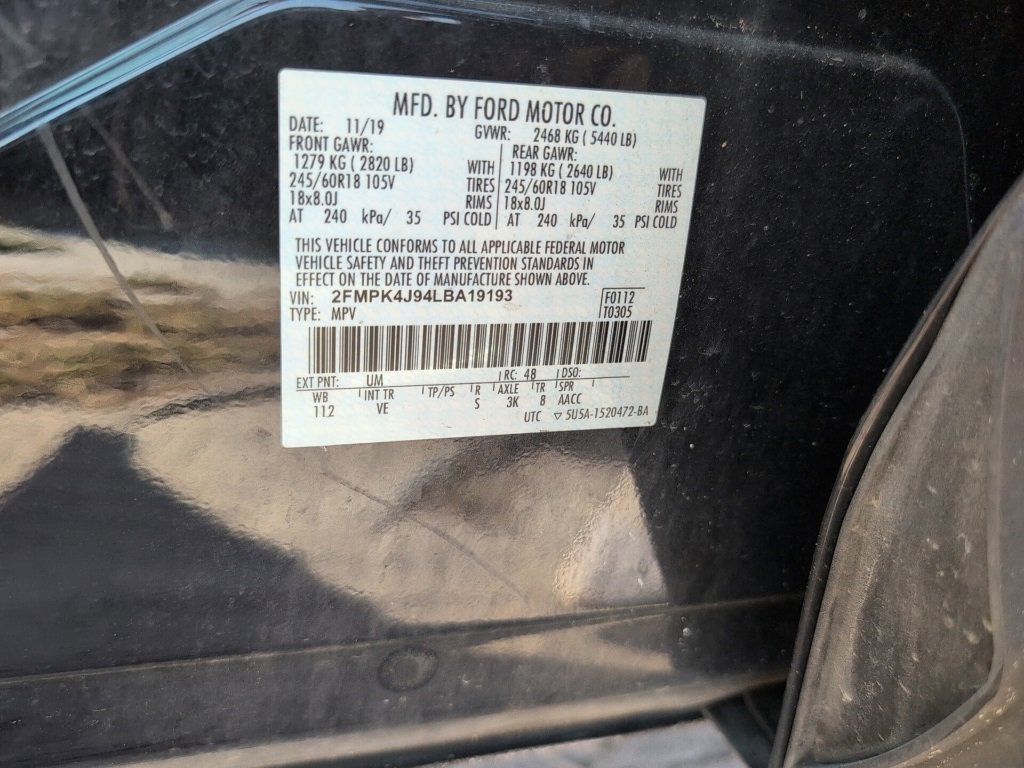 MFD. BY FORD MOTOR CO.
DATE: 11/19 GVWR: 2468 KG ( 5440 LB)
FRONT GAWR: REAR GAWR:
1279 KG ( 2820 LB) WITH 1198 KG ( 2640 LB) WITH
245/60R18 105V TIRES 245/60R18 105V TIRES
18x8.0J RIMS 18x8.0J RIMS
AT 240 kPa/ 35 PSI COLD AT 240 kPa/ 35 PSI COLD
THIS VEHICLE CONFORMS TO ALL APPLICABLE FEDERAL MOTOR
VEHICLE SAFETY AND THEFT PREVENTION STANDARDS IN
EFFECT ON THE DATE OF MANUFACTURE SHOWN ABOVE.
VIN: 2FMPK4J94LBA19193 F0112
TYPE: MPV T0305
EXT PNT: UM RC: 48 DSO:
WB INT TR TP/PS R AXLE TR SPR
112 VE S 3K 8 AACC
UTC ▽ 5U5A-1520472-BA